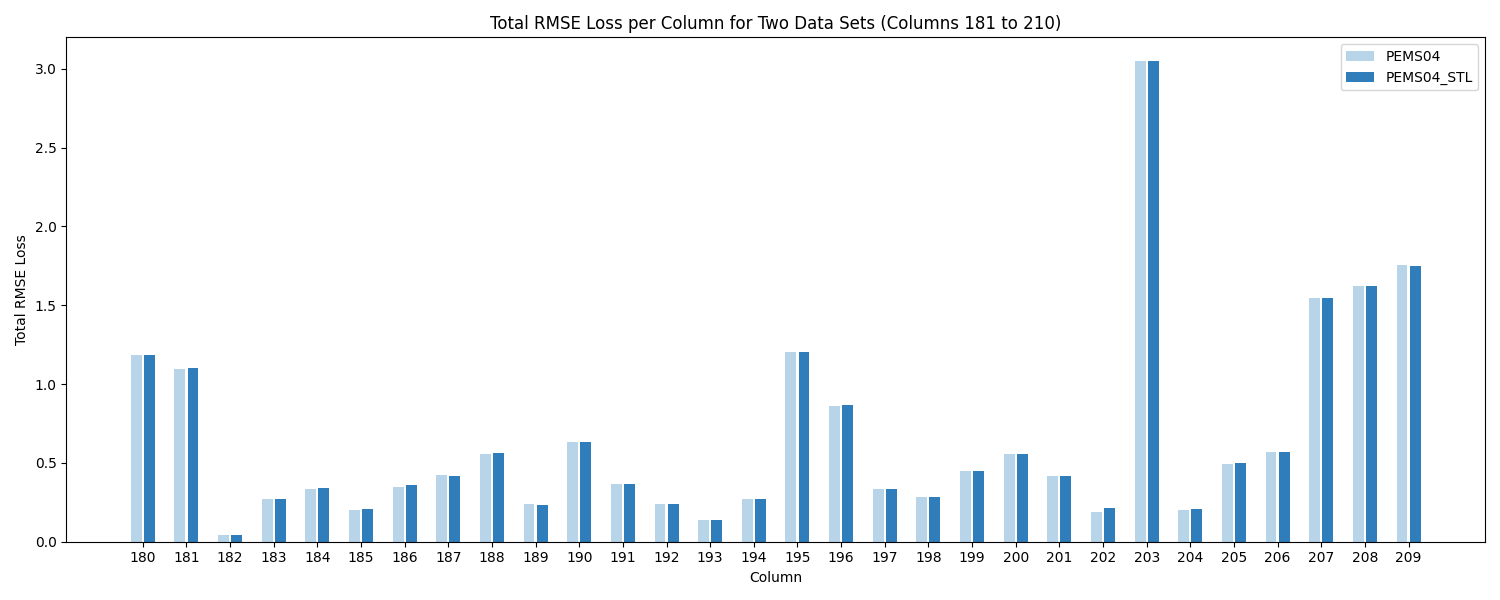 Total RMSE Loss per Column for Two Data Sets (Columns 181 to 210)
PEMS04
PEMS04_STL
Total RMSE Loss
3.0
2.5
2.0
1.5
1.0
0.5
0.0
180 181 182 183 184 185 186 187 188 189 190 191 192 193 194 195 196 197 198 199 200 201 202 203 204 205 206 207 208 209
Column